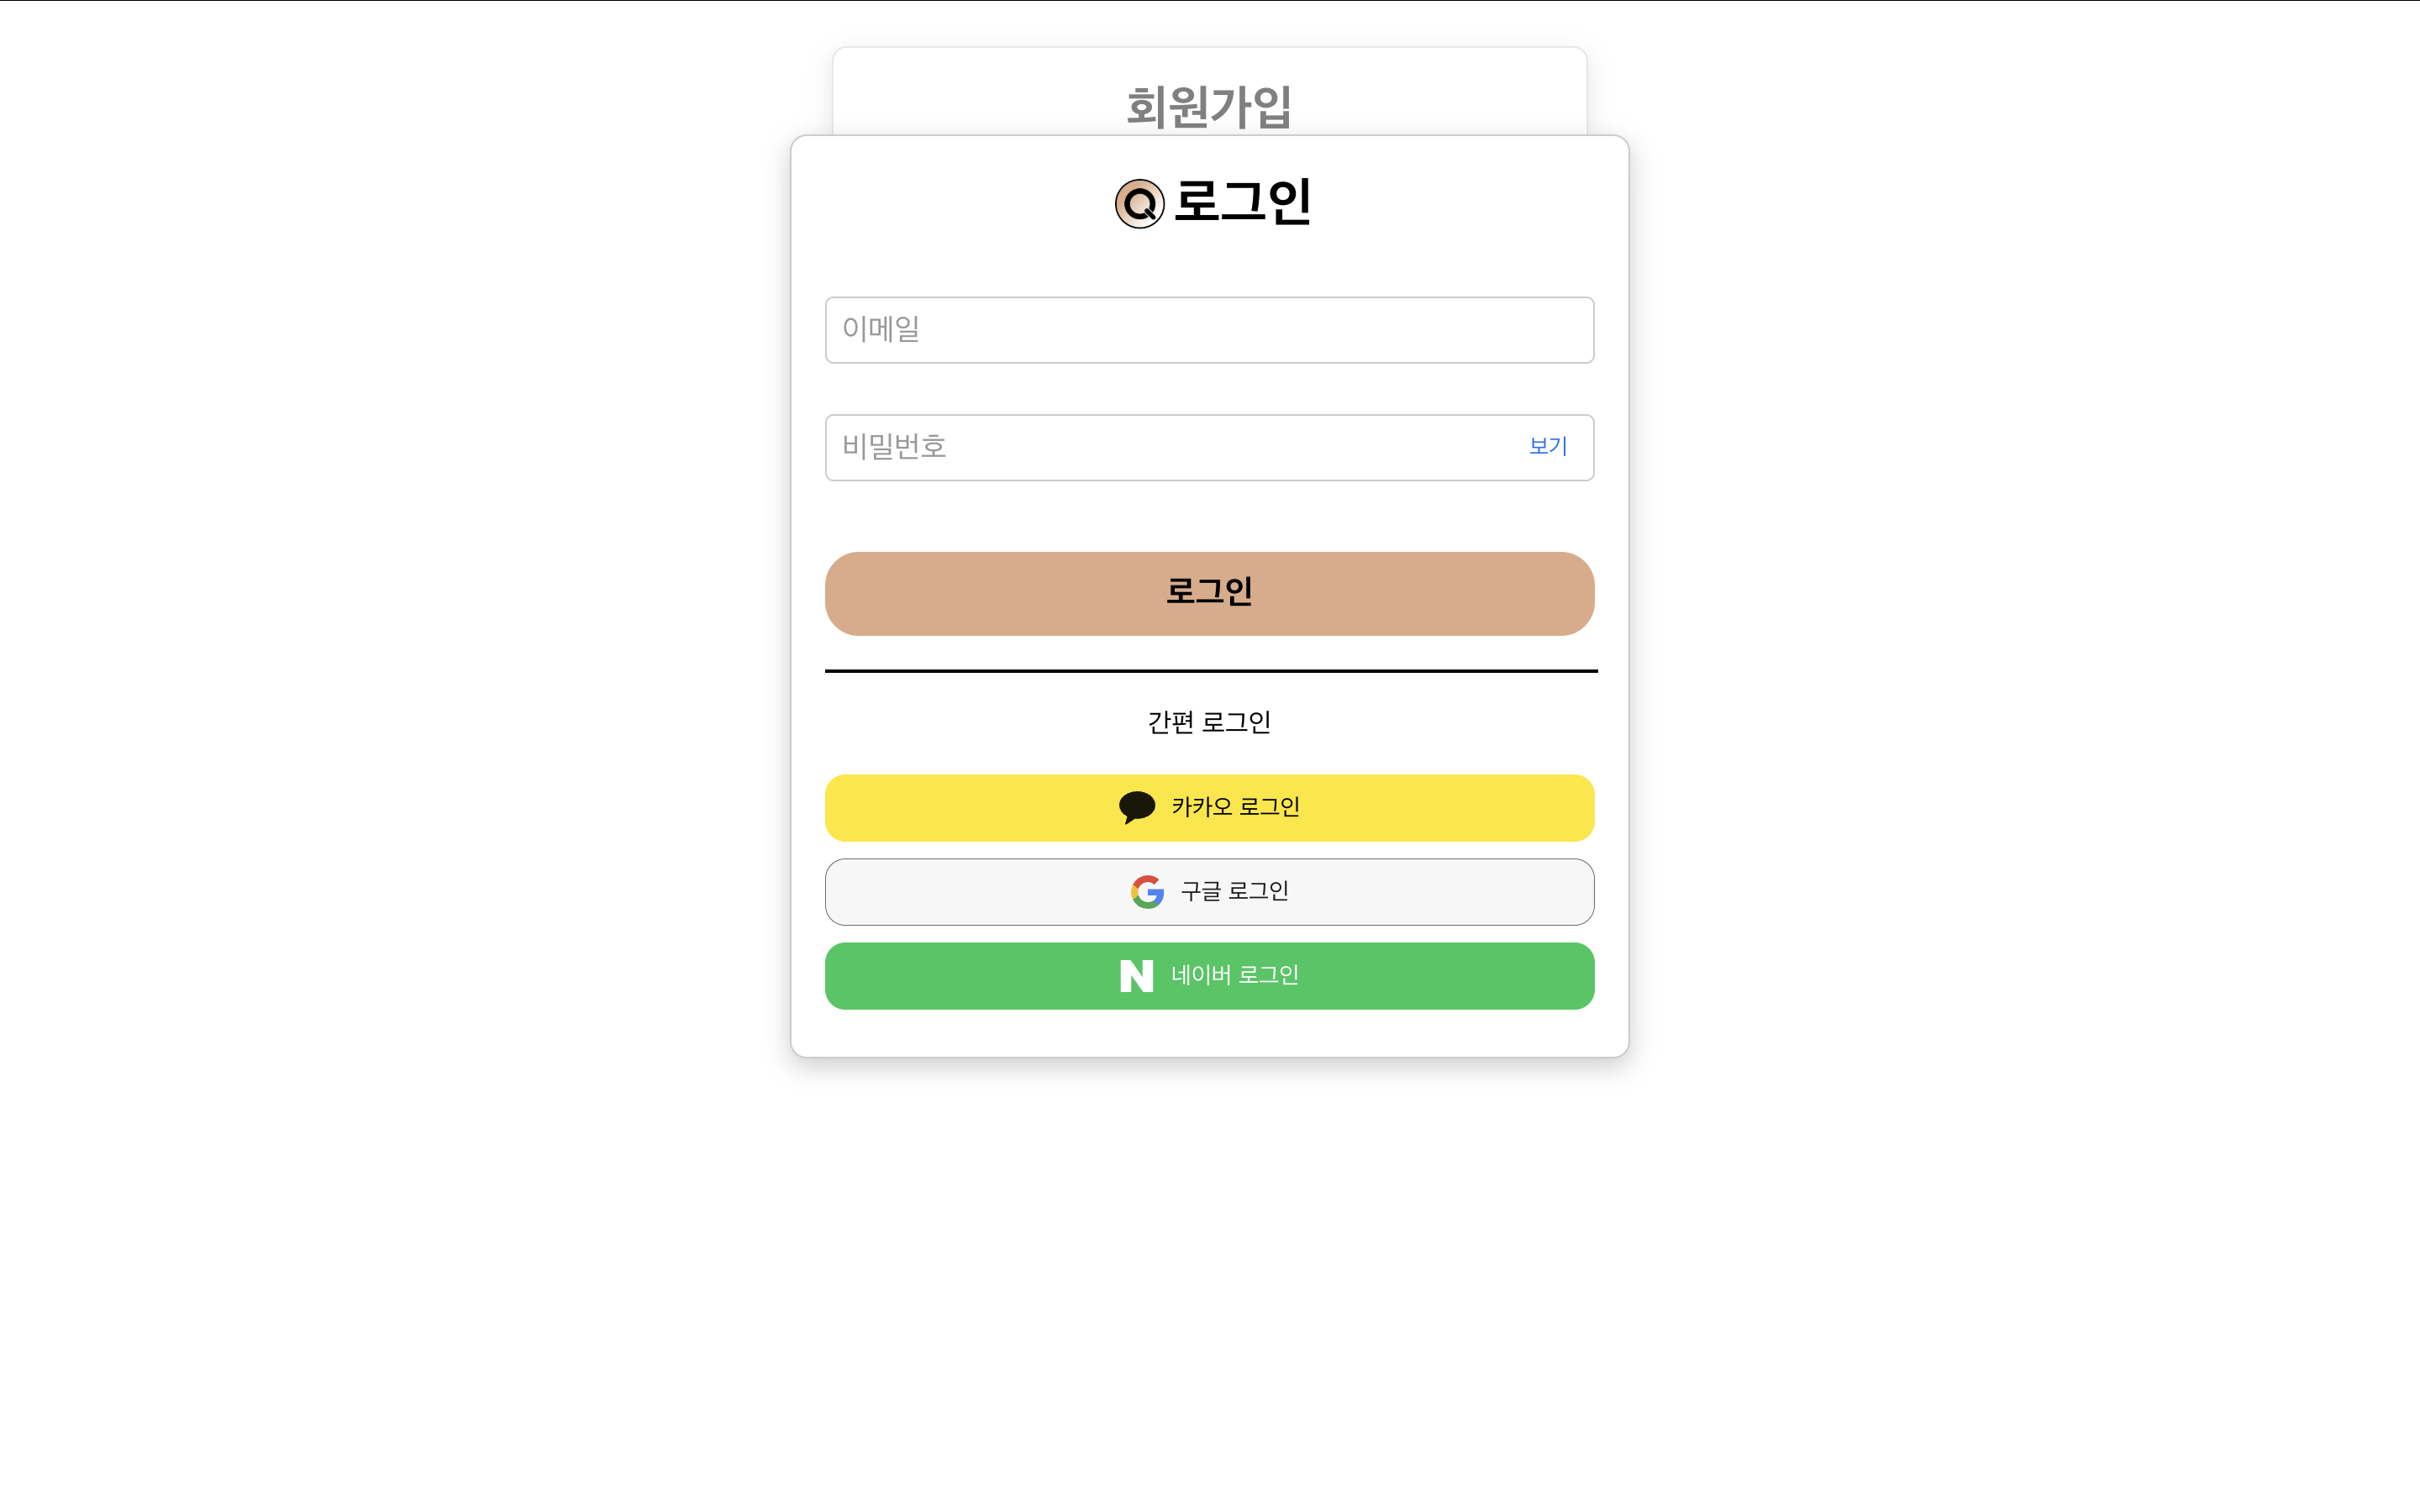 회원가입
Q 로그인
이메일
비밀번호 보기
로그인
간편 로그인
카카오 로그인
G 구글 로그인
N 네이버 로그인